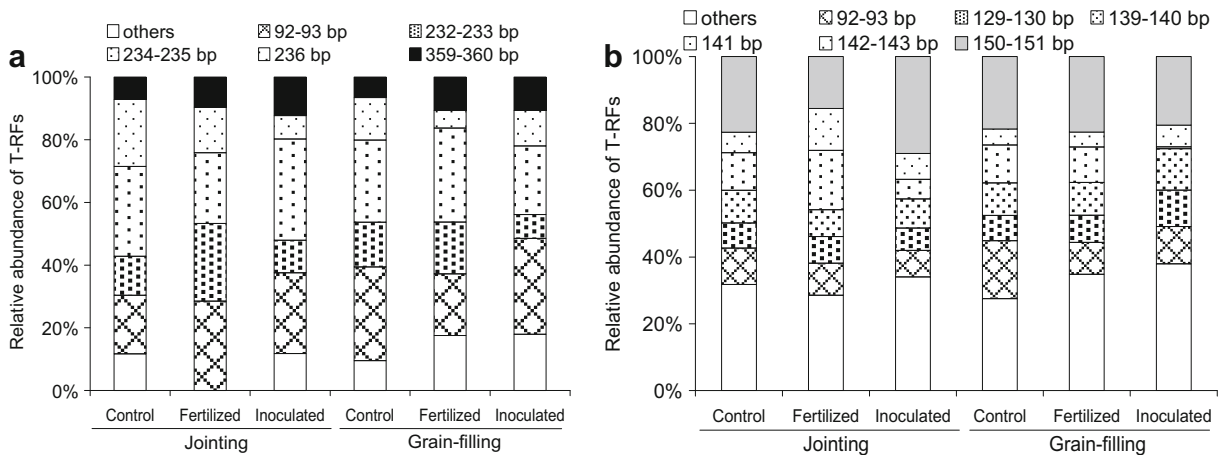 a
others 92-93 bp 232-233 bp
234-235 bp 236 bp 359-360 bp
Relative abundance of T-RFs
100%
80%
60%
40%
20%
0%
Control Fertilized Inoculated Control Fertilized Inoculated
Jointing Grain-filling
b
others 92-93 bp 129-130 bp 139-140 bp
141 bp 142-143 bp 150-151 bp
Relative abundance of T-RFs
100%
80%
60%
40%
20%
0%
Control Fertilized Inoculated Control Fertilized Inoculated
Jointing Grain-filling